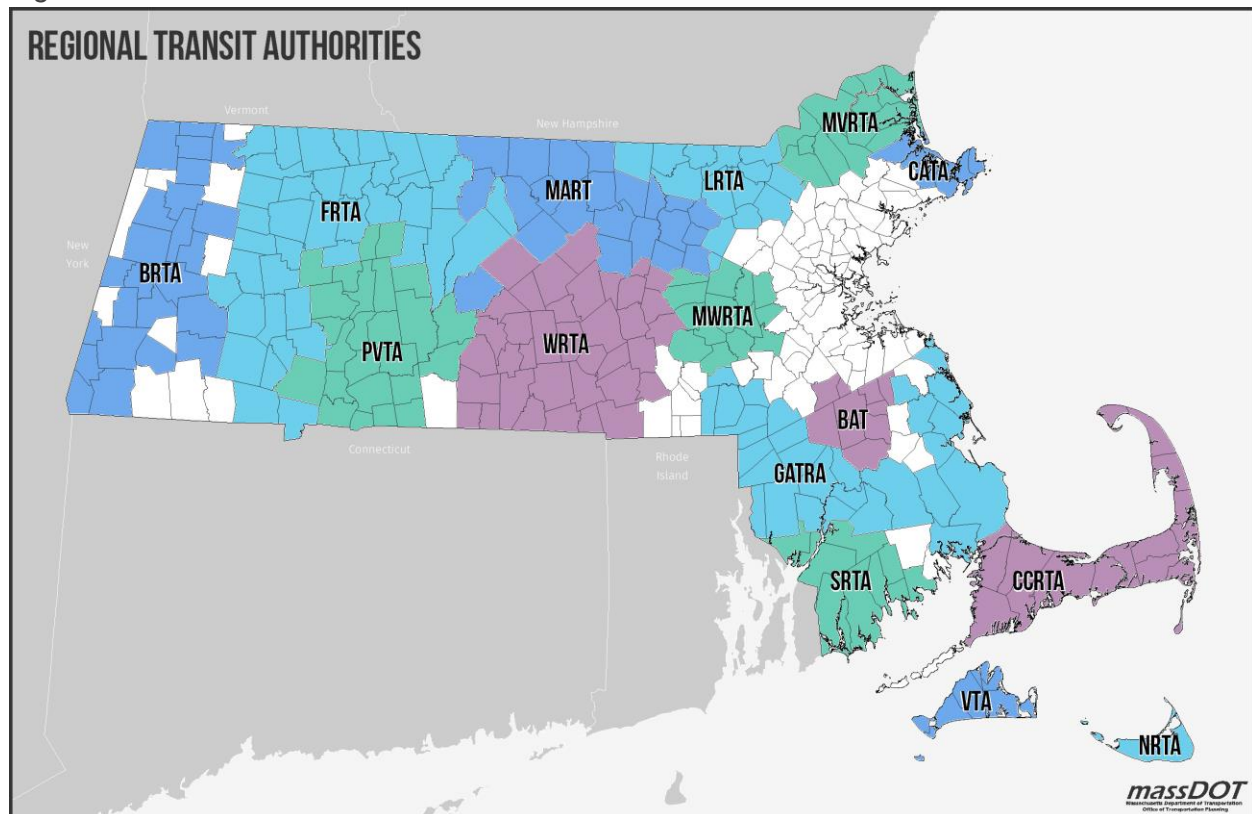 REGIONAL TRANSIT AUTHORITIES
Vermont
New Hampshire
MVRTA
CATA
LRTA
MART
FRTA
New
York
BRTA
MWRTA
WRTA
PVTA
BAT
Connecticut
Rhode
Island
GATRA
SRTA
CCRTA
VTA
NRTA
massDOT
Massachusetts Department of Transportation
Office of Transportation Planning